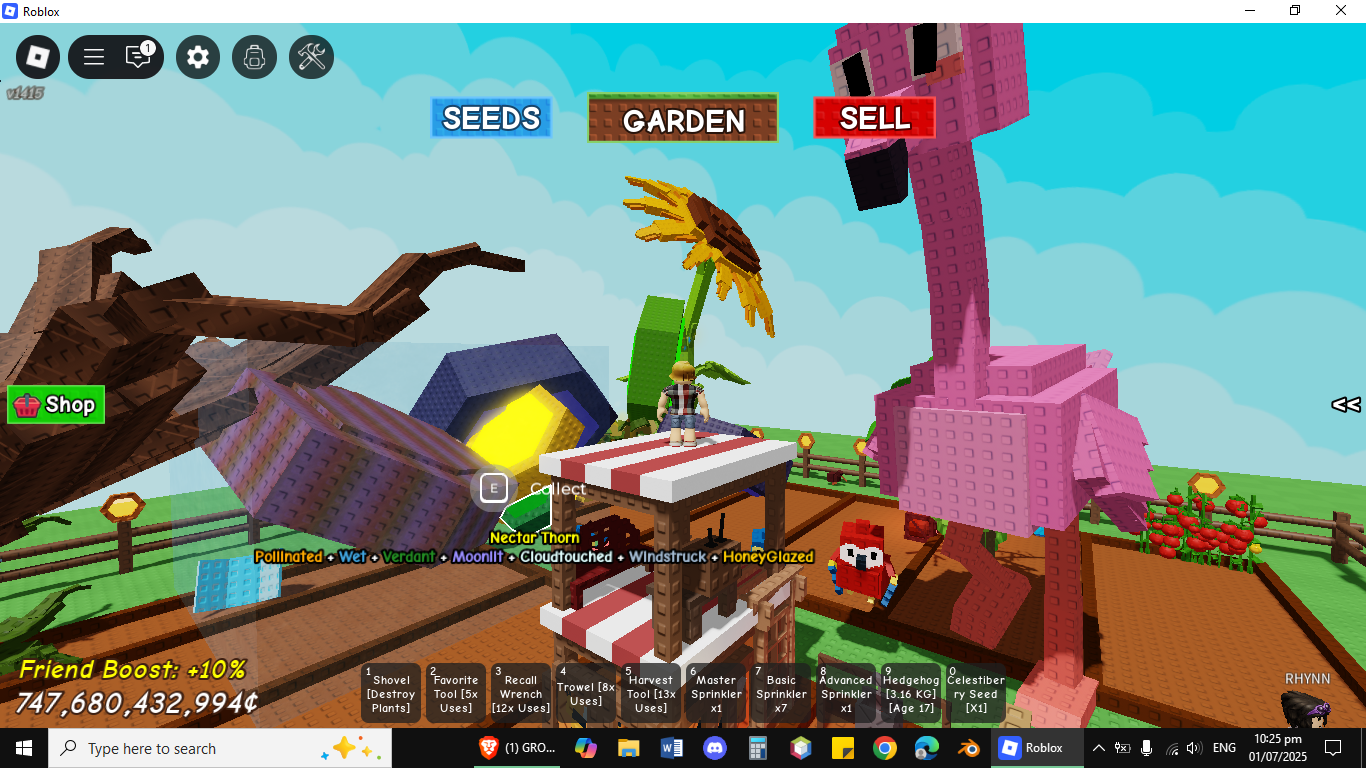 Roblox
1
v1415
SEEDS
GARDEN
SELL
Shop
<<
E
Collect
Nectar Thorn
Pollinated + Wet + Verdant + Moonlit + Cloudtouched + Windstruck + HoneyGlazed
Friend Boost: +10%
747,680,432,994¢
1 Shovel [Destroy Plants]
2 Favorite Tool [5x Uses]
3 Recall Wrench [12x Uses]
4 Trowel [8x Uses]
5 Harvest Tool [13x Uses]
6 Master Sprinkler x1
7 Basic Sprinkler x7
8 Advanced Sprinkler x1
9 Hedgehog [3.16 KG] [Age 17]
0 Celestiberry Seed [X1]
RHYNN
Type here to search
(1) GRO...
Roblox
ENG
10:25 pm
01/07/2025